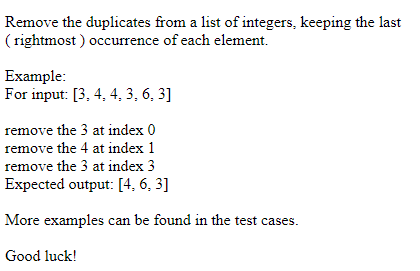 Remove the duplicates from a list of integers, keeping the last
( rightmost ) occurrence of each element.
Example:
For input: [3, 4, 4, 3, 6, 3]
remove the 3 at index 0
remove the 4 at index 1
remove the 3 at index 3
Expected output: [4, 6, 3]
More examples can be found in the test cases.
Good luck!